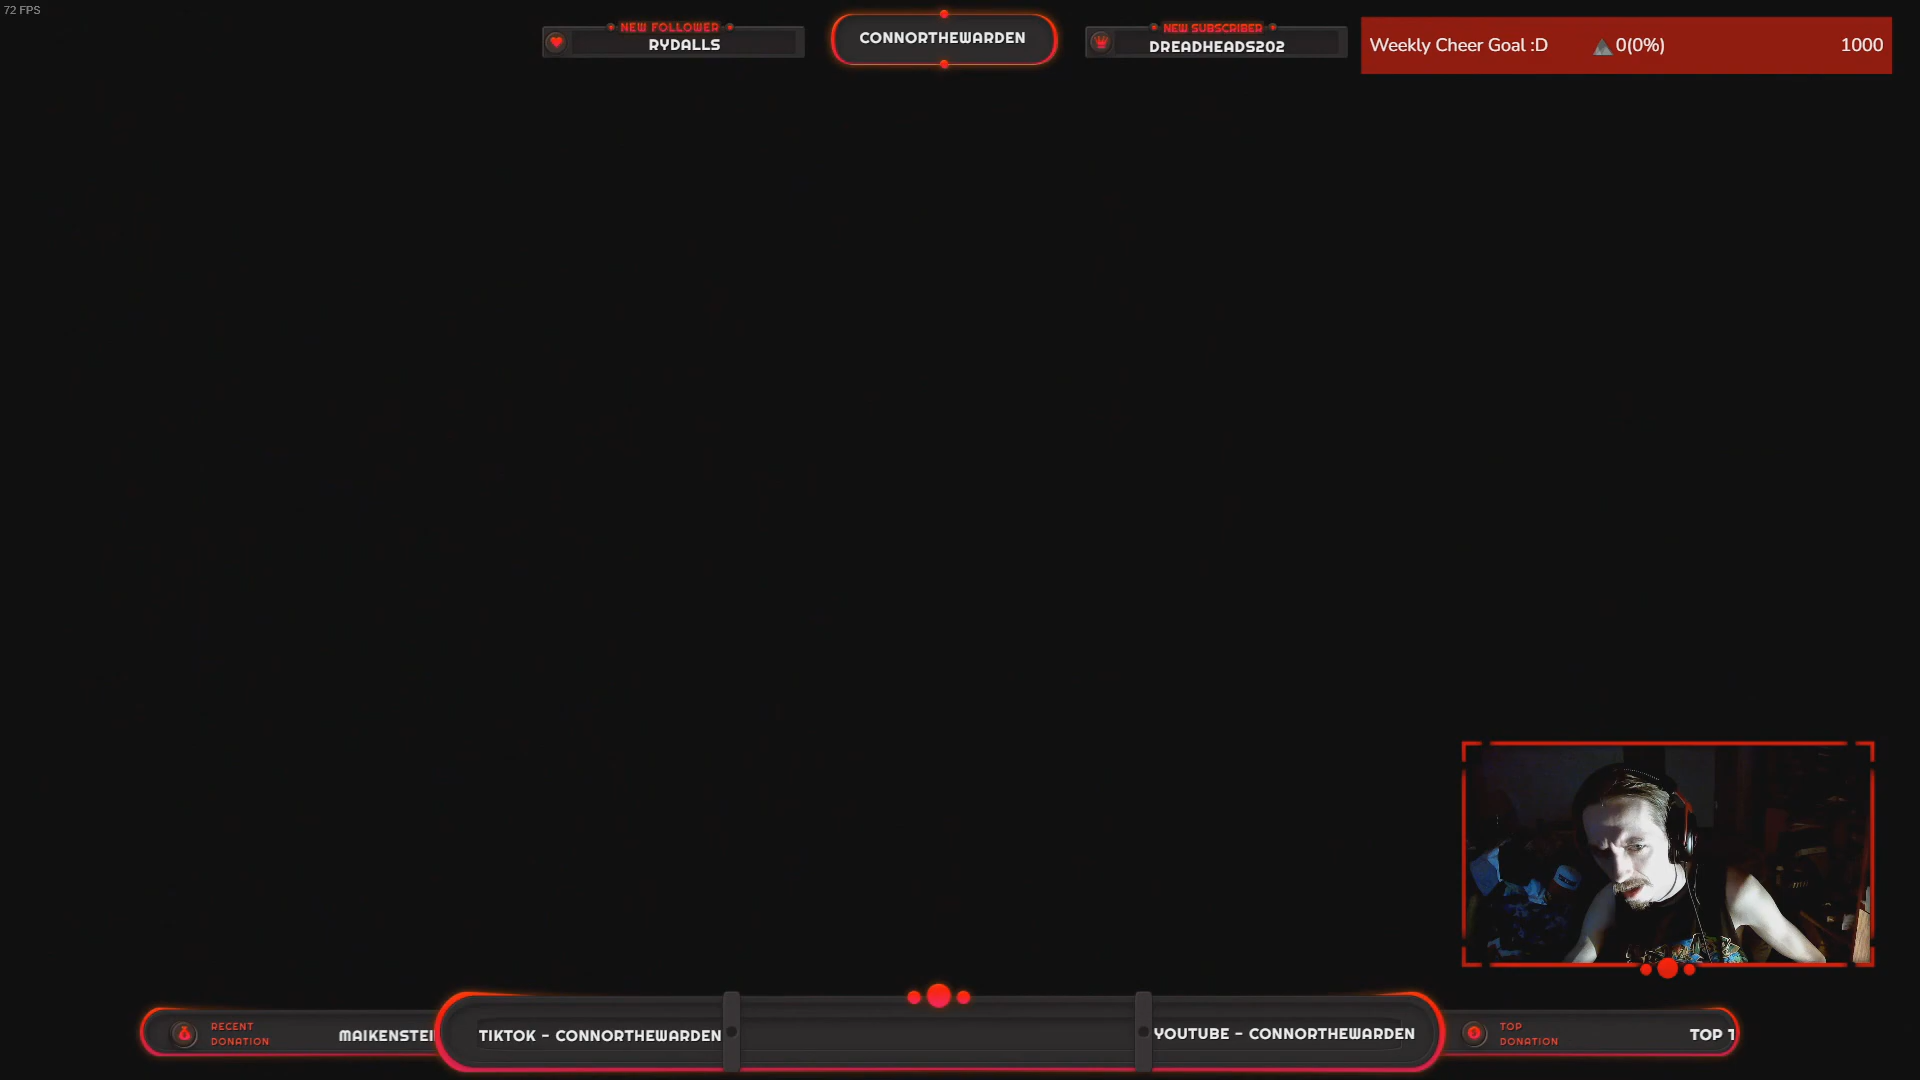 72 FPS
NEW FOLLOWER
RYDALLS
CONNORTHEWARDEN
NEW SUBSCRIBER
DREADHEADS202
Weekly Cheer Goal :D 0(0%) 1000
RECENT DONATION
MAIKENSTEI
TIKTOK - CONNORTHEWARDEN
YOUTUBE - CONNORTHEWARDEN
TOP DONATION
TOP 1